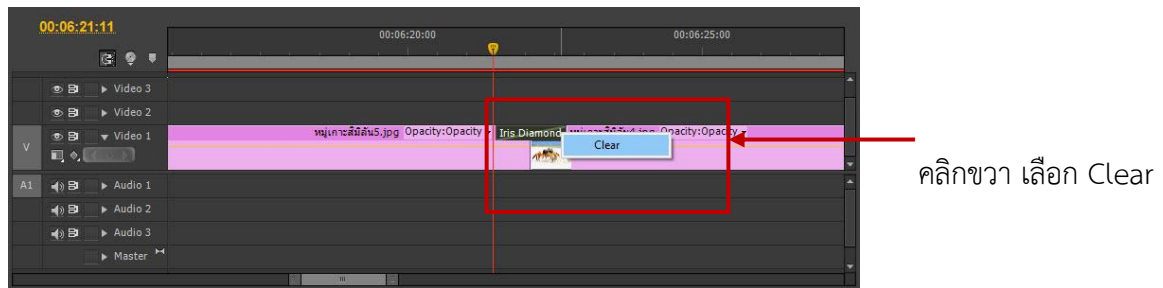 00:06:21:11
00:06:20:00 00:06:25:00
Video 3
Video 2
V Video 1
หมู่เกาะสิมิลัน5.jpg Opacity:Opacity Iris Diamond Opacity:Opacity
Clear
A1 Audio 1
Audio 2
Audio 3
Master
คลิกขวา เลือก Clear